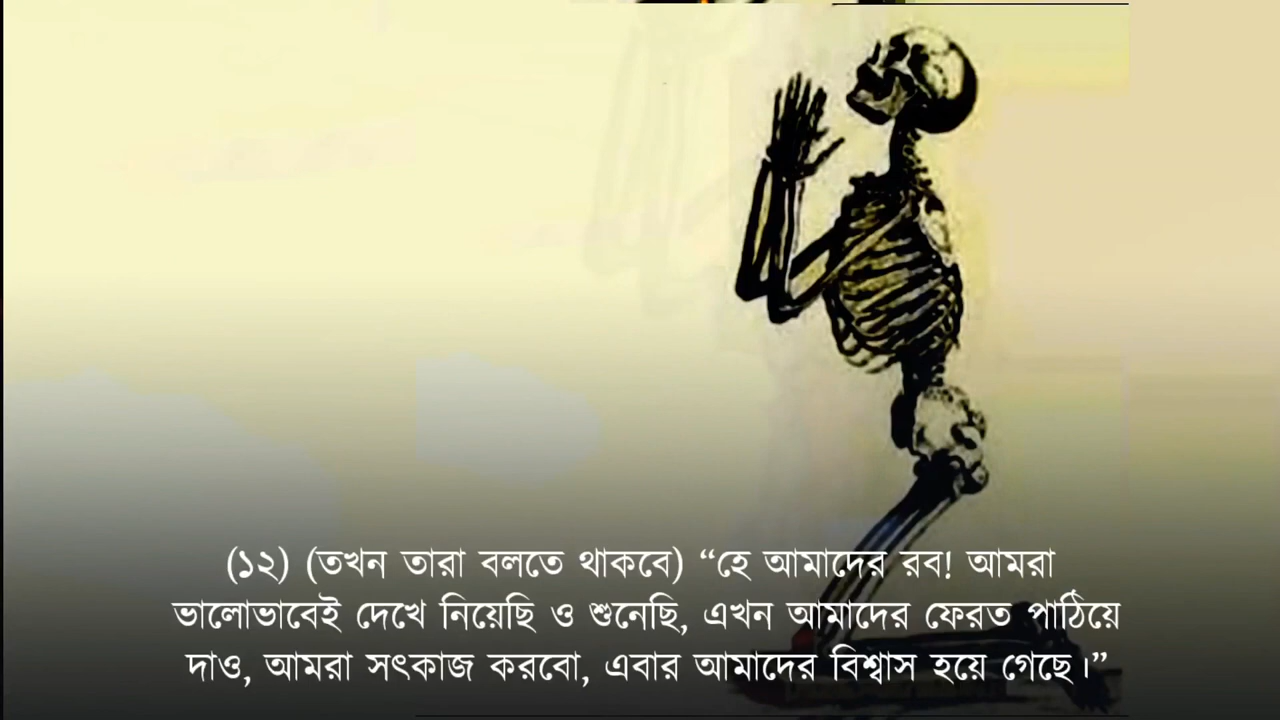 (১২) (তখন তারা বলতে থাকবে) “হে আমাদের রব! আমরা
ভালোভাবেই দেখে নিয়েছি ও শুনেছি, এখন আমাদের ফেরত পাঠিয়ে
দাও, আমরা সৎকাজ করবো, এবার আমাদের বিশ্বাস হয়ে গেছে।”